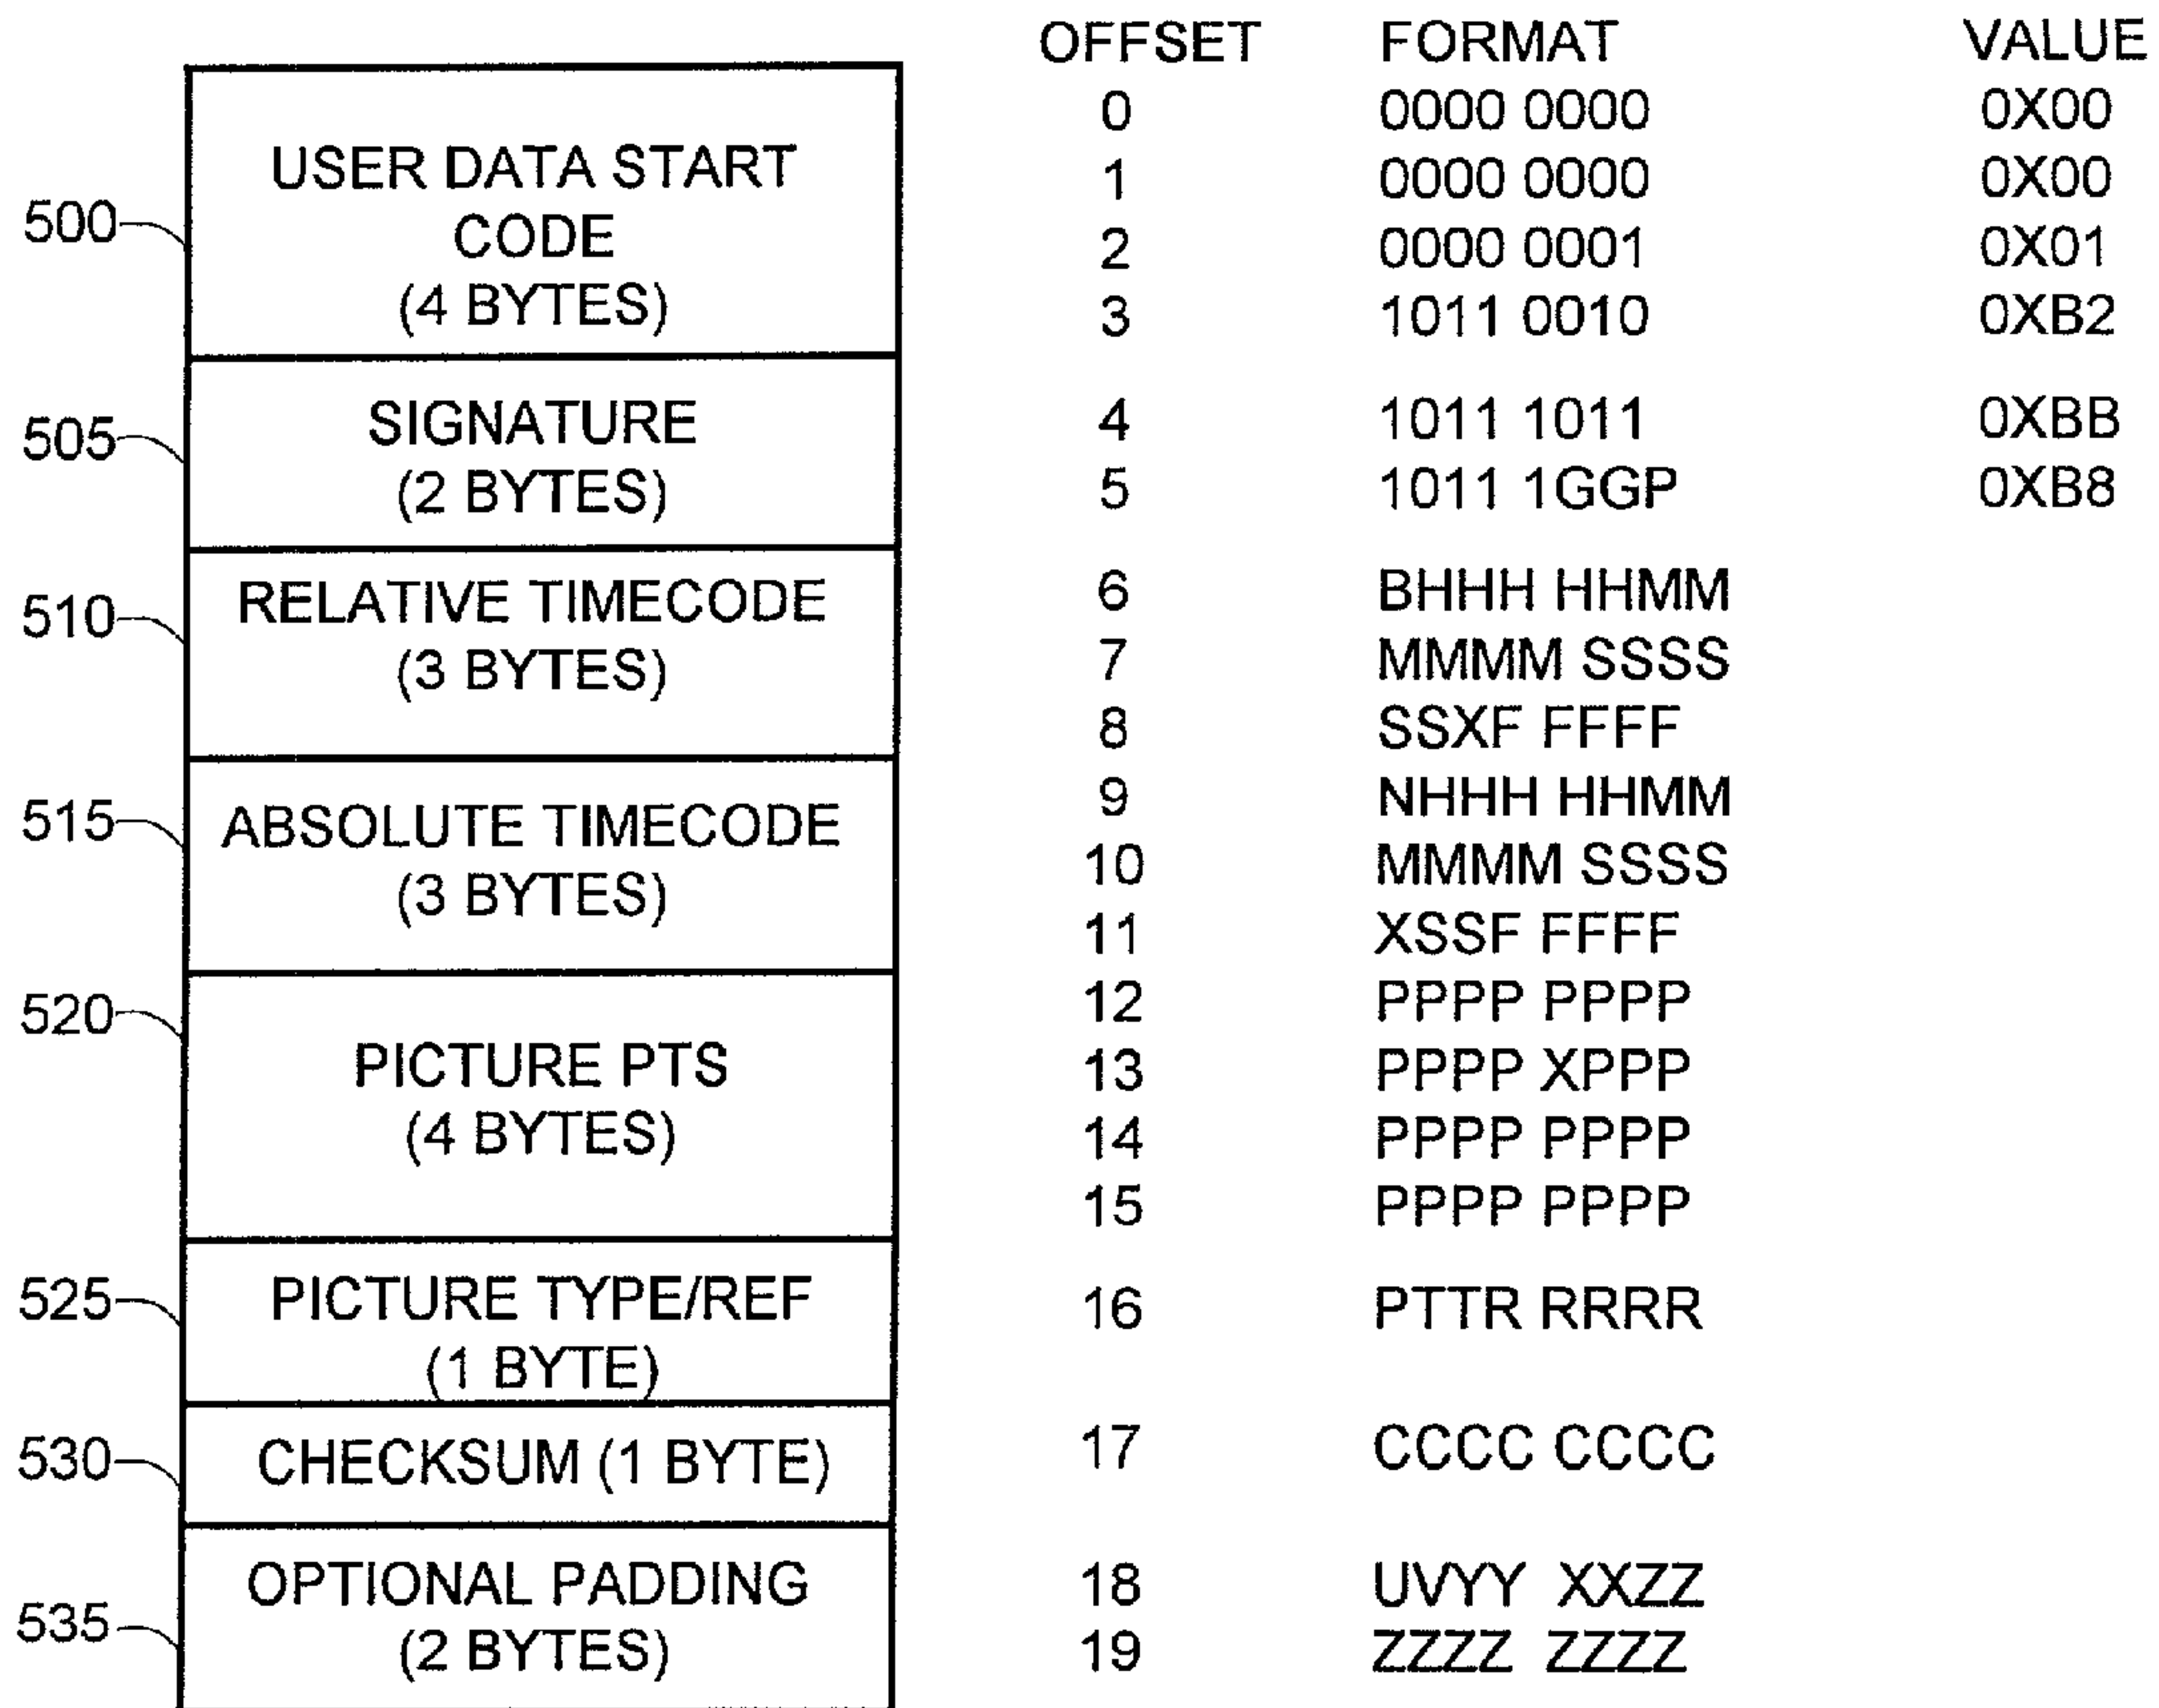 OFFSET FORMAT VALUE
500 USER DATA START CODE (4 BYTES)
0 0000 0000 0X00
1 0000 0000 0X00
2 0000 0001 0X01
3 1011 0010 0XB2
505 SIGNATURE (2 BYTES)
4 1011 1011 0XBB
5 1011 1GGP 0XB8
510 RELATIVE TIMECODE (3 BYTES)
6 BHHH HHMM
7 MMMM SSSS
8 SSXF FFFF
515 ABSOLUTE TIMECODE (3 BYTES)
9 NHHH HHMM
10 MMMM SSSS
11 XSSF FFFF
520 PICTURE PTS (4 BYTES)
12 PPPP PPPP
13 PPPP XPPP
14 PPPP PPPP
15 PPPP PPPP
525 PICTURE TYPE/REF (1 BYTE)
16 PTTR RRRR
530 CHECKSUM (1 BYTE)
17 CCCC CCCC
535 OPTIONAL PADDING (2 BYTES)
18 UVYY XXZZ
19 ZZZZ ZZZZ